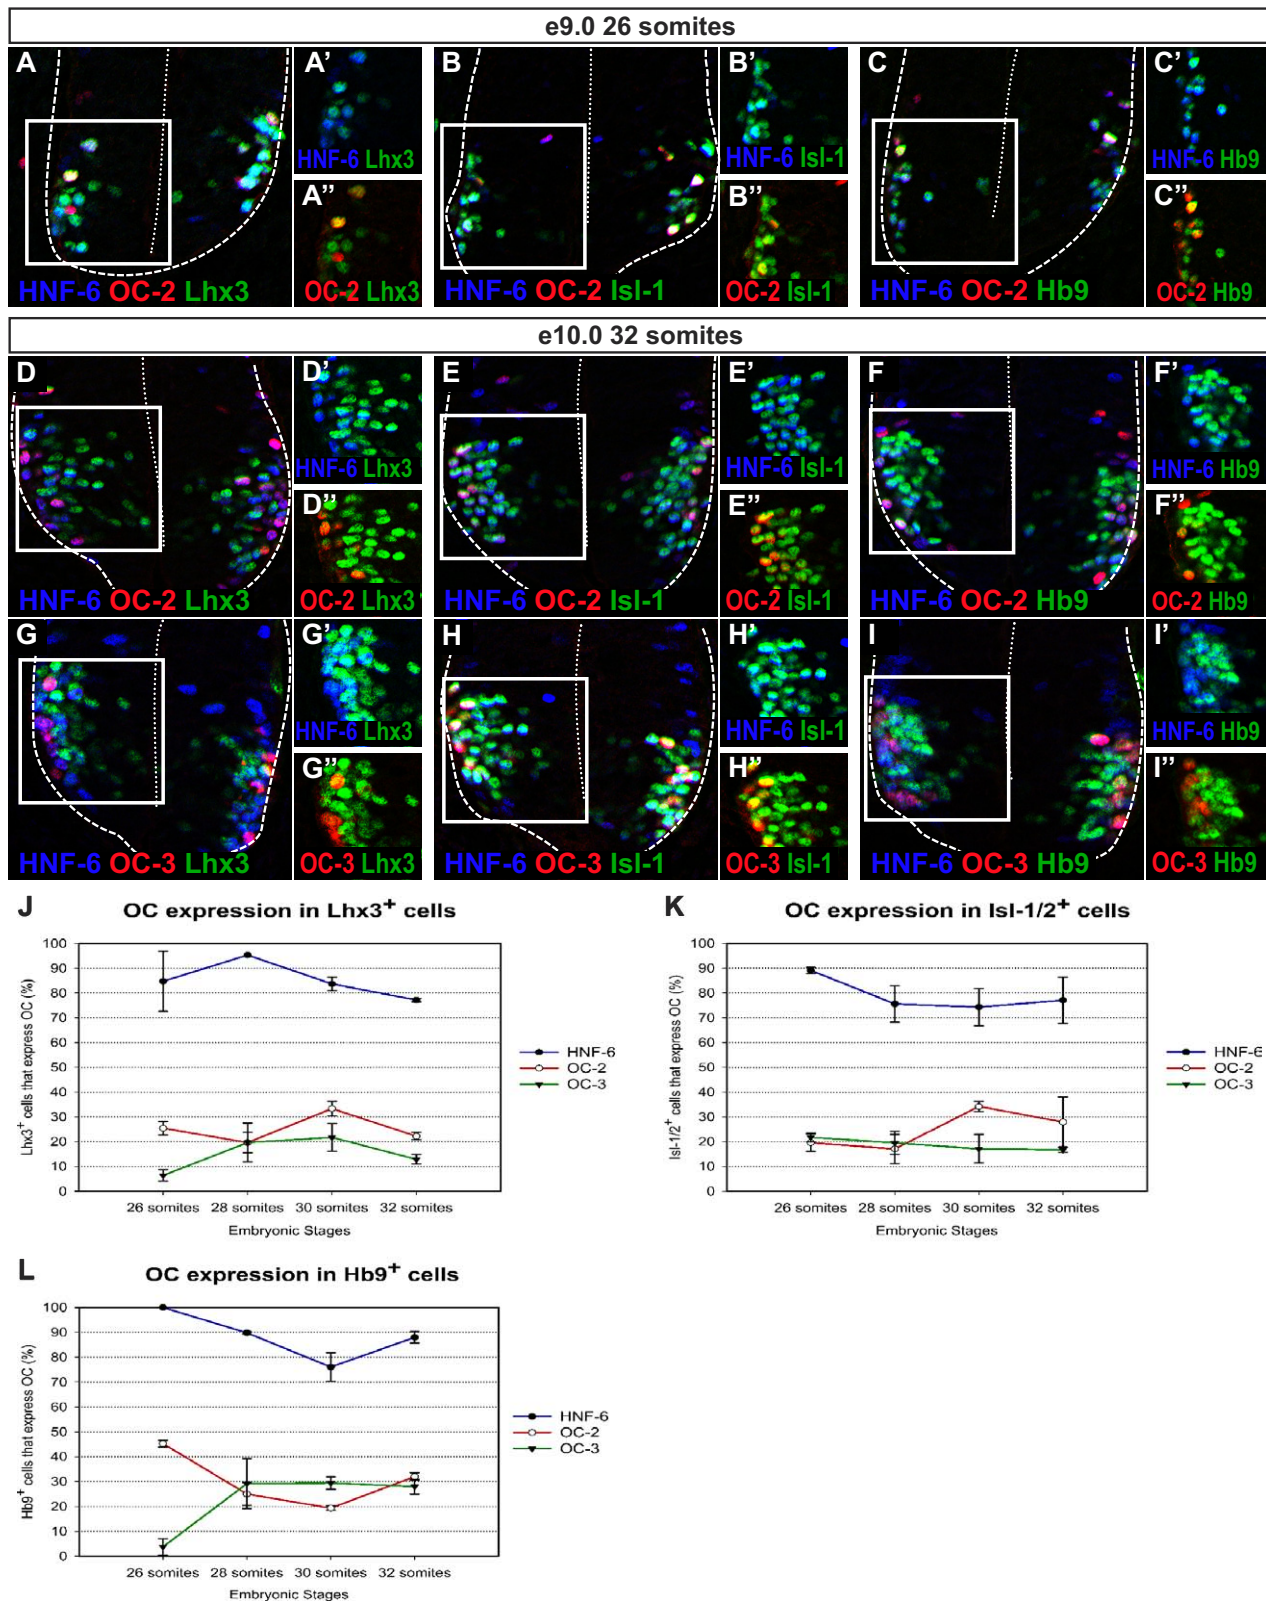 e9.0 26 somites
A
HNF-6 OC-2 Lhx3
A'
HNF-6 Lhx3
A''
OC-2 Lhx3
B
HNF-6 OC-2 Isl-1
B'
HNF-6 Isl-1
B''
OC-2 Isl-1
C
HNF-6 OC-2 Hb9
C'
HNF-6 Hb9
C''
OC-2 Hb9
e10.0 32 somites
D
HNF-6 OC-2 Lhx3
D'
HNF-6 Lhx3
D''
OC-2 Lhx3
E
HNF-6 OC-2 Isl-1
E'
HNF-6 Isl-1
E''
OC-2 Isl-1
F
HNF-6 OC-2 Hb9
F'
HNF-6 Hb9
F''
OC-2 Hb9
G
HNF-6 OC-3 Lhx3
G'
HNF-6 Lhx3
G''
OC-3 Lhx3
H
HNF-6 OC-3 Isl-1
H'
HNF-6 Isl-1
H''
OC-3 Isl-1
I
HNF-6 OC-3 Hb9
I'
HNF-6 Hb9
I''
OC-3 Hb9
J
OC expression in Lhx3⁺ cells
Lhx3⁺ cells that express OC (%)
100
90
80
70
60
50
40
30
20
10
0
26 somites 28 somites 30 somites 32 somites
Embryonic Stages
HNF-6
OC-2
OC-3
K
OC expression in Isl-1/2⁺ cells
Isl-1/2⁺ cells that express OC (%)
100
90
80
70
60
50
40
30
20
10
0
26 somites 28 somites 30 somites 32 somites
Embryonic Stages
HNF-6
OC-2
OC-3
L
OC expression in Hb9⁺ cells
Hb9⁺ cells that express OC (%)
100
90
80
70
60
50
40
30
20
10
0
26 somites 28 somites 30 somites 32 somites
Embryonic Stages
HNF-6
OC-2
OC-3